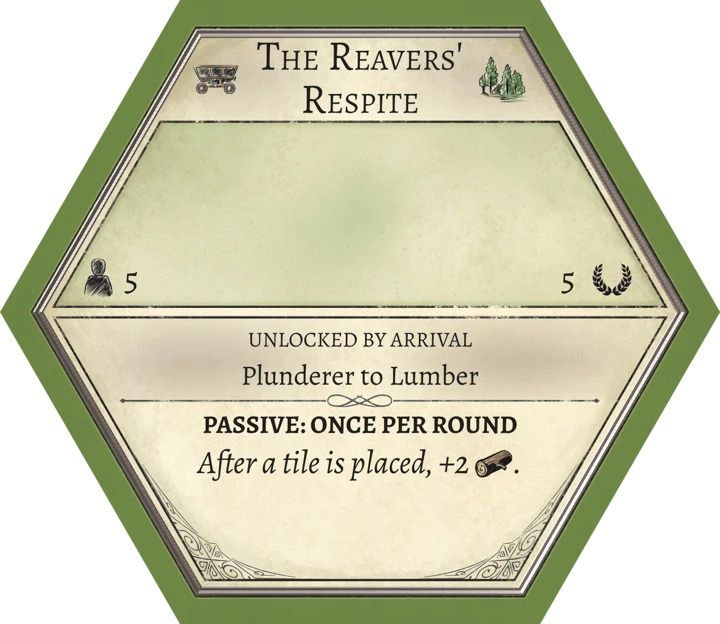 The Reavers'
Respite
5
5
UNLOCKED BY ARRIVAL
Plunderer to Lumber
PASSIVE: ONCE PER ROUND
After a tile is placed, +2 .